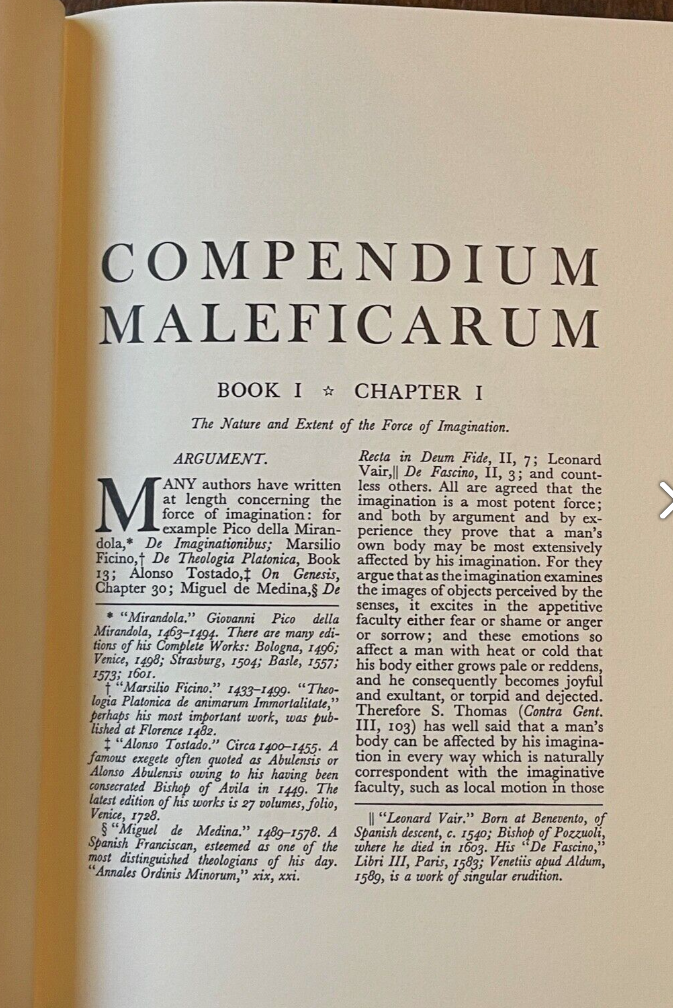 COMPENDIUM
MALEFICARUM
BOOK I ☆ CHAPTER I
The Nature and Extent of the Force of Imagination.
ARGUMENT.
MANY authors have written
at length concerning the
force of imagination: for
example Pico della Miran-
dola,* De Imaginationibus; Marsilio
Ficino,† De Theologia Platonica, Book
13; Alonso Tostado,‡ On Genesis,
Chapter 30; Miguel de Medina,§ De
* "Mirandola." Giovanni Pico della
Mirandola, 1463–1494. There are many edi-
tions of his Complete Works: Bologna, 1496;
Venice, 1498; Strasburg, 1504; Basle, 1557;
1573; 1601.
† "Marsilio Ficino." 1433–1499. "Theo-
logia Platonica de animarum Immortalitate,"
perhaps his most important work, was pub-
lished at Florence 1482.
‡ "Alonso Tostado." Circa 1400–1455. A
famous exegete often quoted as Abulensis or
Alonso Abulensis owing to his having been
consecrated Bishop of Avila in 1449. The
latest edition of his works is 27 volumes, folio,
Venice, 1728.
§ "Miguel de Medina." 1489–1578. A
Spanish Franciscan, esteemed as one of the
most distinguished theologians of his day.
"Annales Ordinis Minorum," xix, xxi.
Recta in Deum Fide, II, 7; Leonard
Vair,|| De Fascino, II, 3; and count-
less others. All are agreed that the
imagination is a most potent force;
and both by argument and by ex-
perience they prove that a man's
own body may be most extensively
affected by his imagination. For they
argue that as the imagination examines
the images of objects perceived by the
senses, it excites in the appetitive
faculty either fear or shame or anger
or sorrow; and these emotions so
affect a man with heat or cold that
his body either grows pale or reddens,
and he consequently becomes joyful
and exultant, or torpid and dejected.
Therefore S. Thomas (Contra Gent.
III, 103) has well said that a man's
body can be affected by his imagina-
tion in every way which is naturally
correspondent with the imaginative
faculty, such as local motion in those
|| "Leonard Vair." Born at Benevento, of
Spanish descent, c. 1540; Bishop of Pozzuoli,
where he died in 1603. His "De Fascino,"
Libri III, Paris, 1583; Venetiis apud Aldum,
1589, is a work of singular erudition.